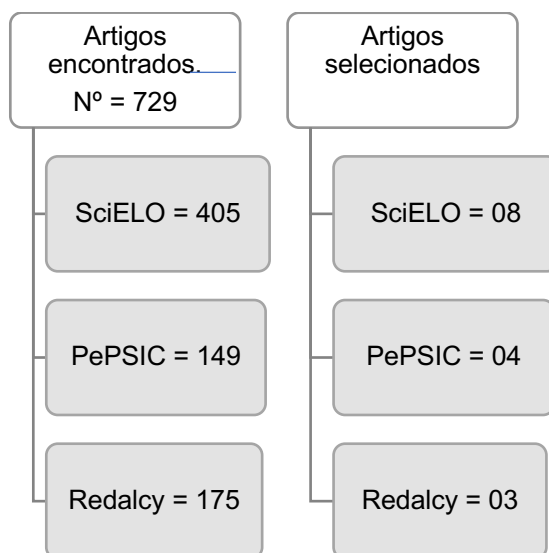 Artigos
encontrados.
Nº = 729
SciELO = 405
PePSIC = 149
Redalcy = 175
Artigos
selecionados
SciELO = 08
PePSIC = 04
Redalcy = 03